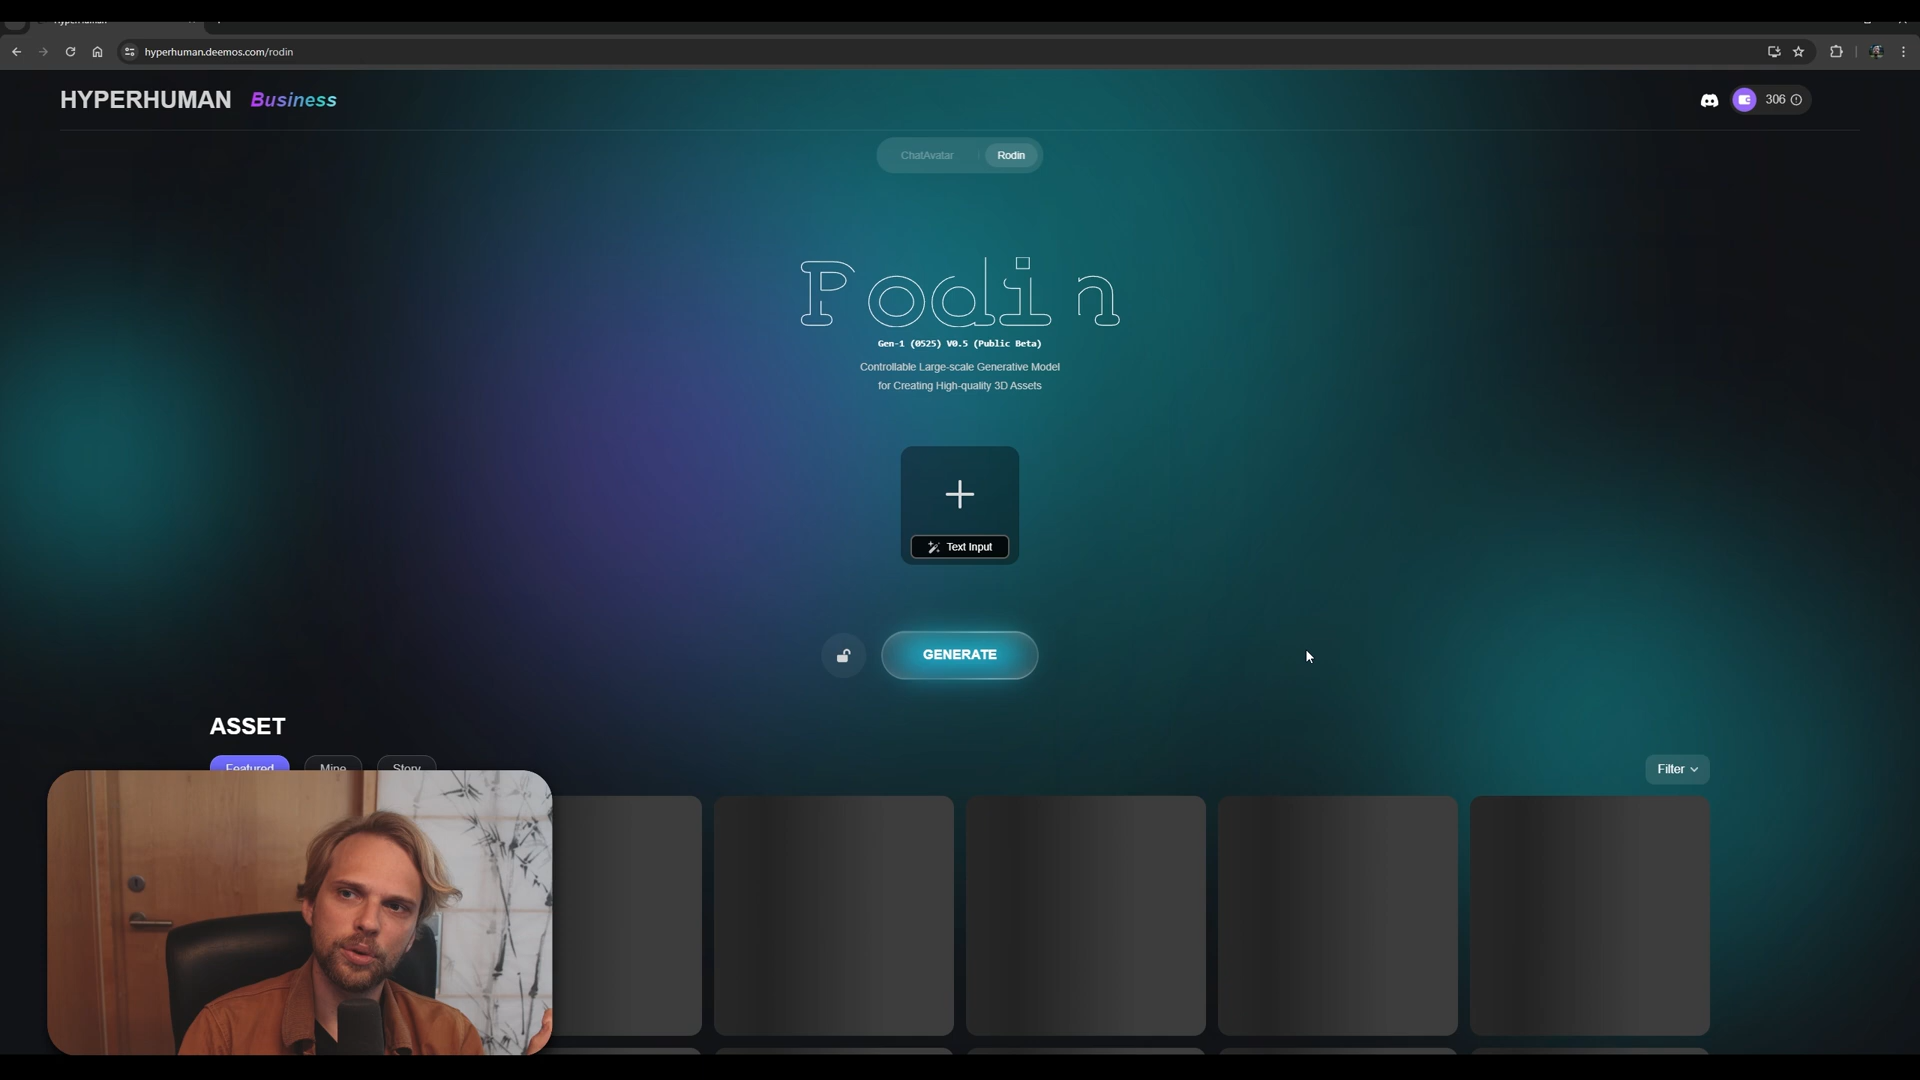 hyperhuman.deemos.com/rodin
HYPERHUMAN Business
306
ChatAvatar
Rodin
Rodin
Gen-1 (0525) V0.5 (Public Beta)
Controllable Large-scale Generative Model
for Creating High-quality 3D Assets
Text Input
GENERATE
ASSET
Featured
Mine
Story
Filter